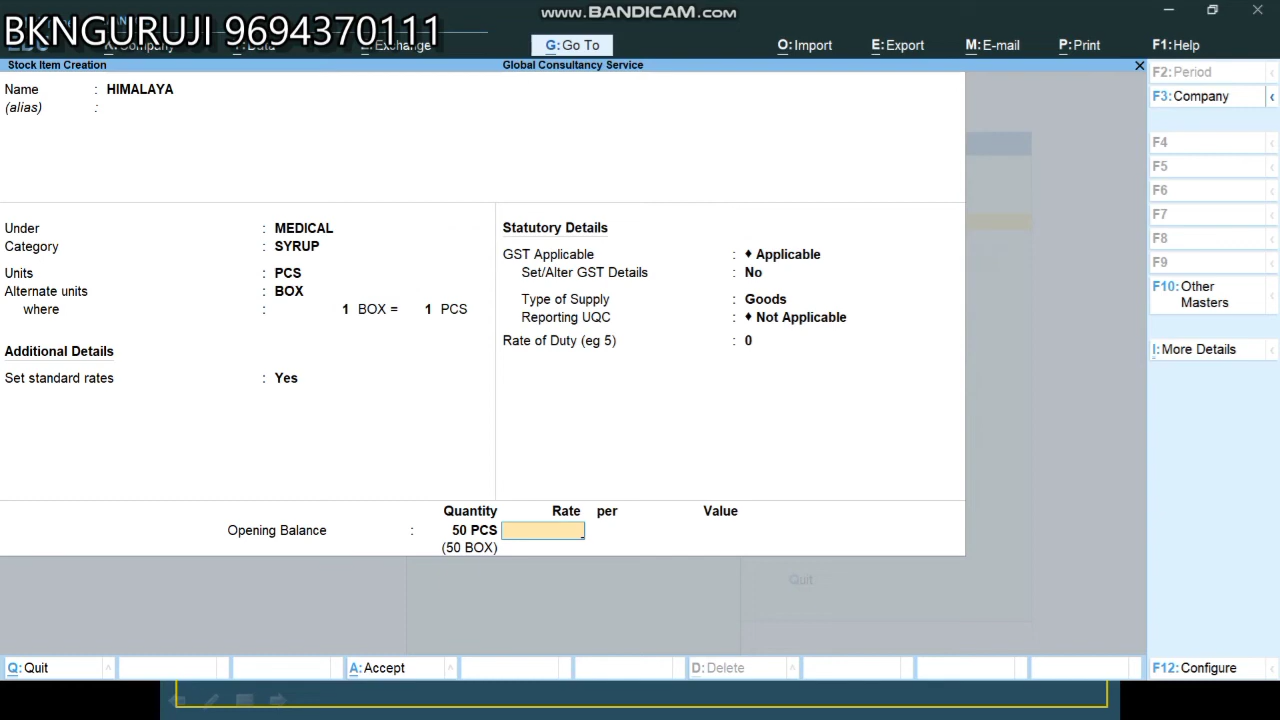 www.BANDICAM.com
BKNGURUJI 9694370111
G:Go To
O:Import
E:Export
M:E-mail
P:Print
F1:Help
Stock Item Creation
Global Consultancy Service
F2:Period
F3:Company
Name : HIMALAYA
(alias) :
F4
F5
F6
F7
F8
F9
F10:Other Masters
I:More Details
Under : MEDICAL
Category : SYRUP
Units : PCS
Alternate units : BOX
where : 1 BOX = 1 PCS
Additional Details
Set standard rates : Yes
Statutory Details
GST Applicable : ♦ Applicable
Set/Alter GST Details : No
Type of Supply : Goods
Reporting UQC : ♦ Not Applicable
Rate of Duty (eg 5) : 0
Quantity Rate per Value
Opening Balance : 50 PCS
(50 BOX)
Quit
Q:Quit
A:Accept
D:Delete
F12:Configure